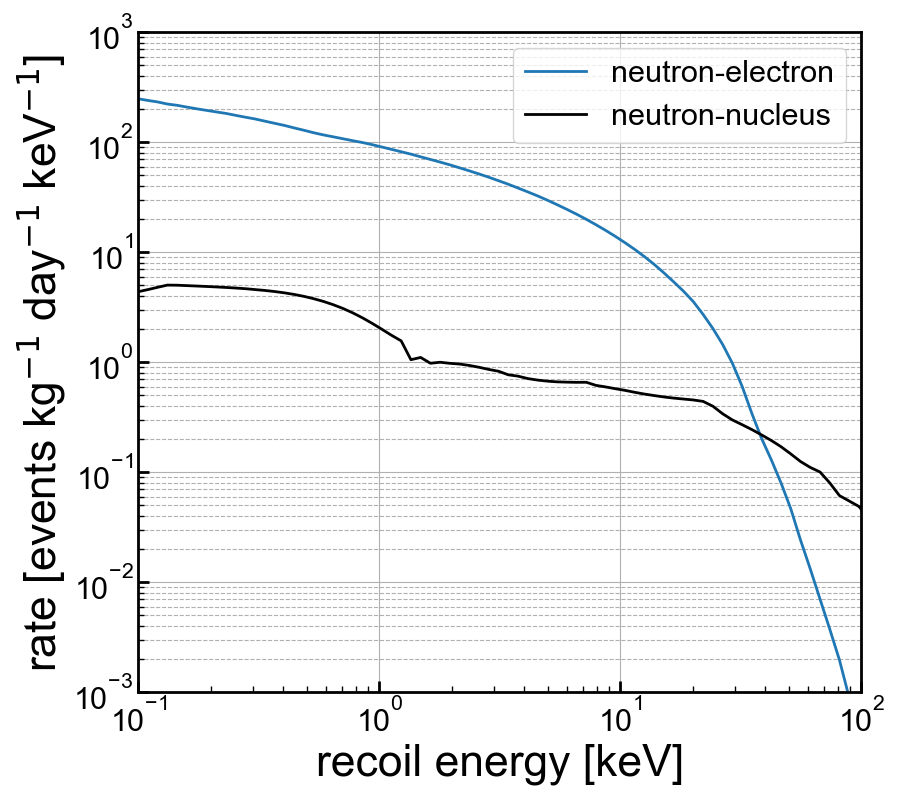 rate [events kg⁻¹ day⁻¹ keV⁻¹]
10³
10²
10¹
10⁰
10⁻¹
10⁻²
10⁻³
neutron-electron
neutron-nucleus
10⁻¹ 10⁰ 10¹ 10²
recoil energy [keV]